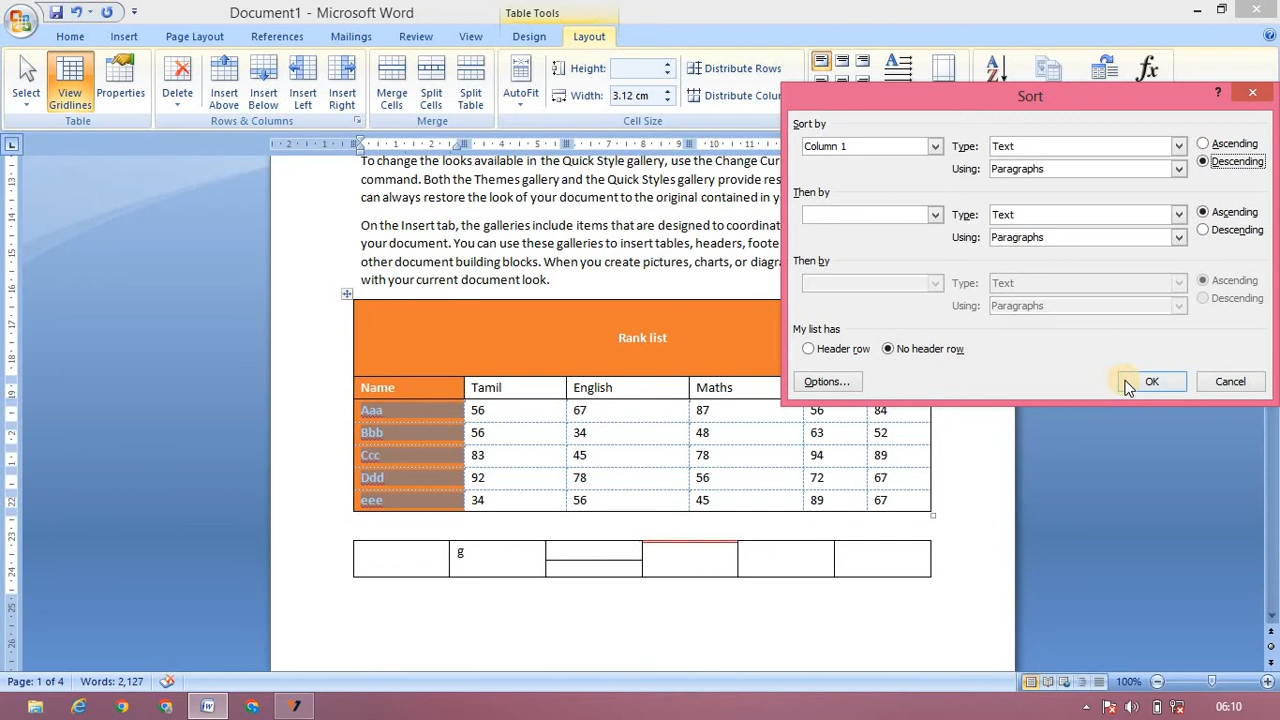 Document1 - Microsoft Word
Table Tools
Home Insert Page Layout References Mailings Review View Design Layout
Select
View Gridlines
Properties
Table
Delete
Insert Above
Insert Below
Insert Left
Insert Right
Rows & Columns
Merge Cells
Split Cells
Split Table
Merge
AutoFit
Height:
Width: 3.12 cm
Distribute Rows
Distribute Colu
Cell Size
Sort
Sort by
Column 1 Type: Text Ascending
Using: Paragraphs Descending
Then by
Type: Text Ascending
Using: Paragraphs Descending
Then by
Type: Text Ascending
Using: Paragraphs Descending
My list has
Header row No header row
Options... OK Cancel
To change the looks available in the Quick Style gallery, use the Change Cur
command. Both the Themes gallery and the Quick Styles gallery provide res
can always restore the look of your document to the original contained in y
On the Insert tab, the galleries include items that are designed to coordina
your document. You can use these galleries to insert tables, headers, foote
other document building blocks. When you create pictures, charts, or diagra
with your current document look.
Rank list
Name Tamil English Maths
Aaa 56 67 87 56 84
Bbb 56 34 48 63 52
Ccc 83 45 78 94 89
Ddd 92 78 56 72 67
eee 34 56 45 89 67
g
Page: 1 of 4 Words: 2,127 100%
06:10